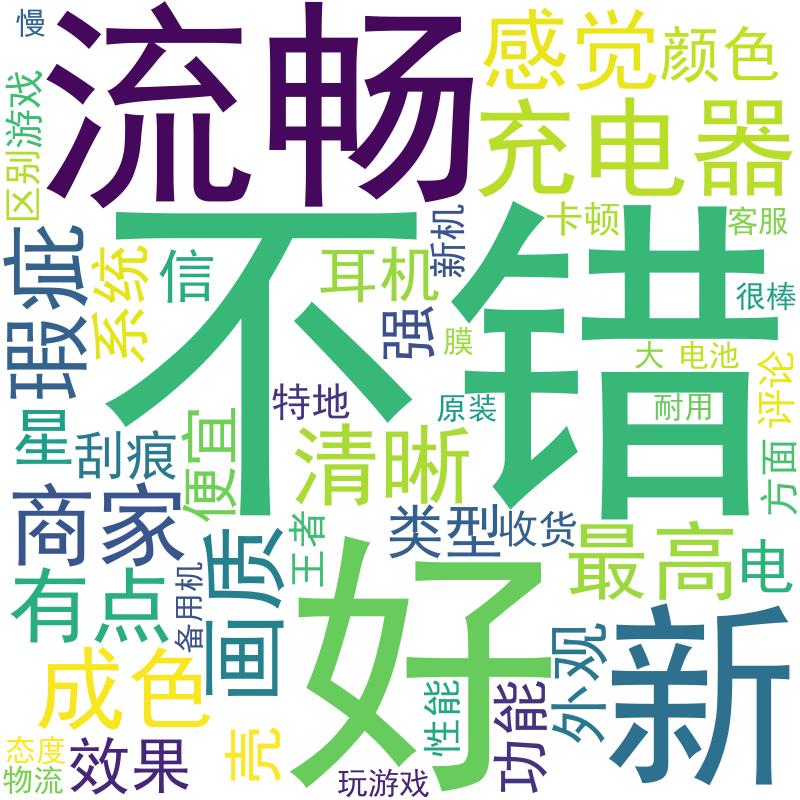 慢
流畅
感觉
颜色
游戏
区别
充电器
不错
瑕疵
系统
信
耳机
新机
卡顿
客服
强
膜
很棒
大
电池
评论
特地
原装
耐用
星
刮痕
便宜
清晰
方面
商家
画质
王者
类型
收货
最高
电
有点
备用机
好
新
成色
外观
性能
功能
壳
态度
物流
效果
玩游戏